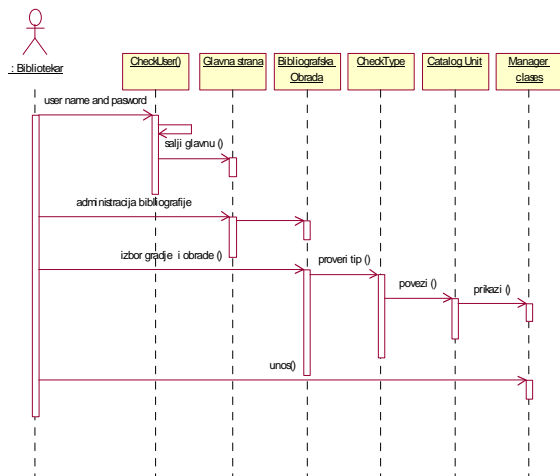 : Bibliotekar
CheckUser()
Glavna strana
Bibliografska
Obrada
CheckType
Catalog Unit
Manager
clases
user name and pasword
salji glavnu ()
administracija bibliografije
izbor gradje i obrade ()
proveri tip ()
povezi ()
prikazi ()
unos()